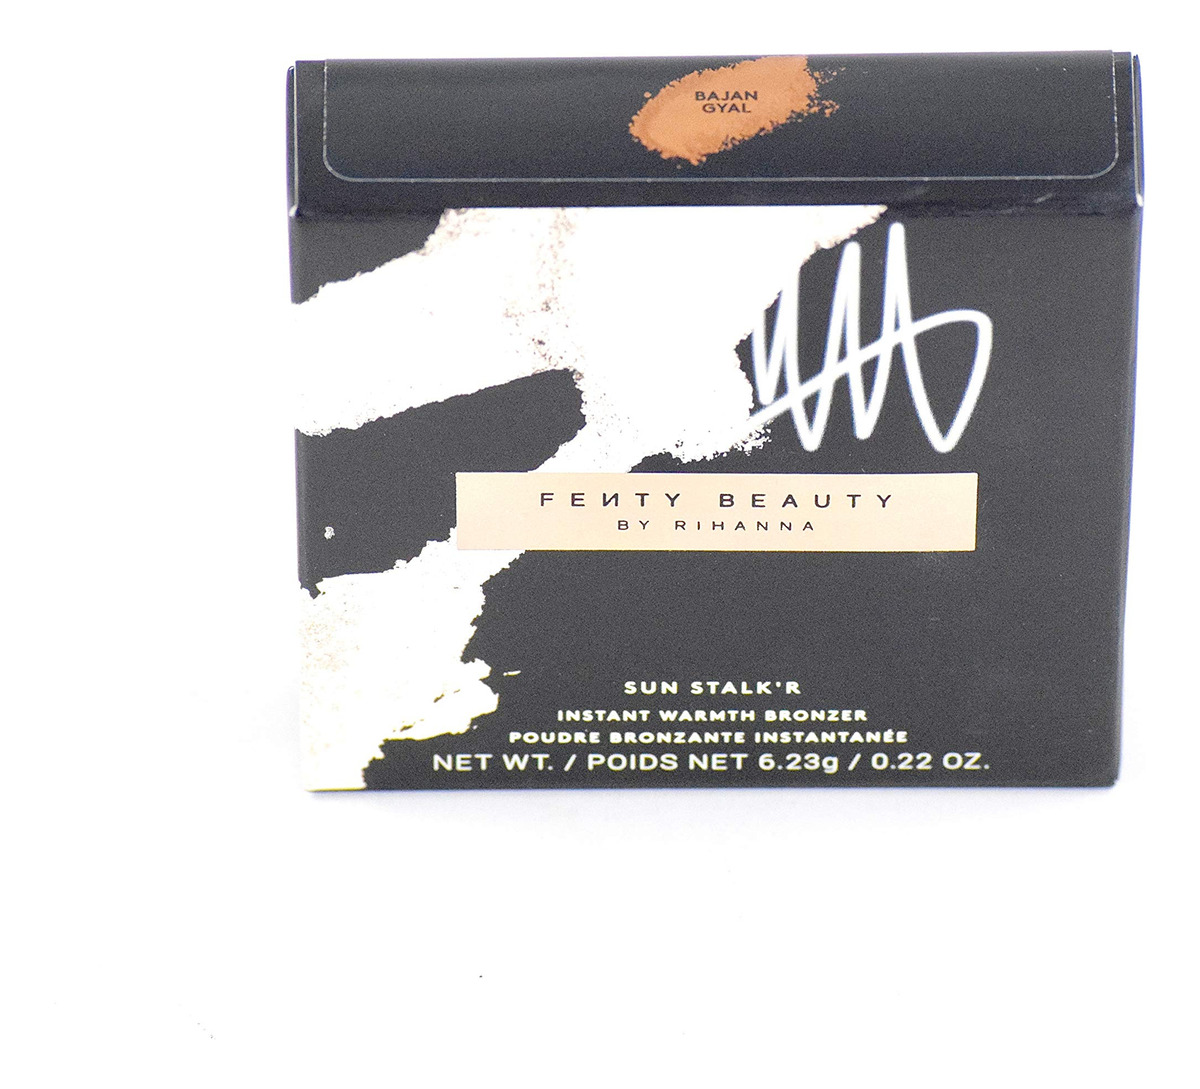 BAJAN
GYAL
FEИTY BEAUTY
BY RIHANNA
SUN STALK'R
INSTANT WARMTH BRONZER
POUDRE BRONZANTE INSTANTANÉE
NET WT. / POIDS NET 6.23g / 0.22 OZ.